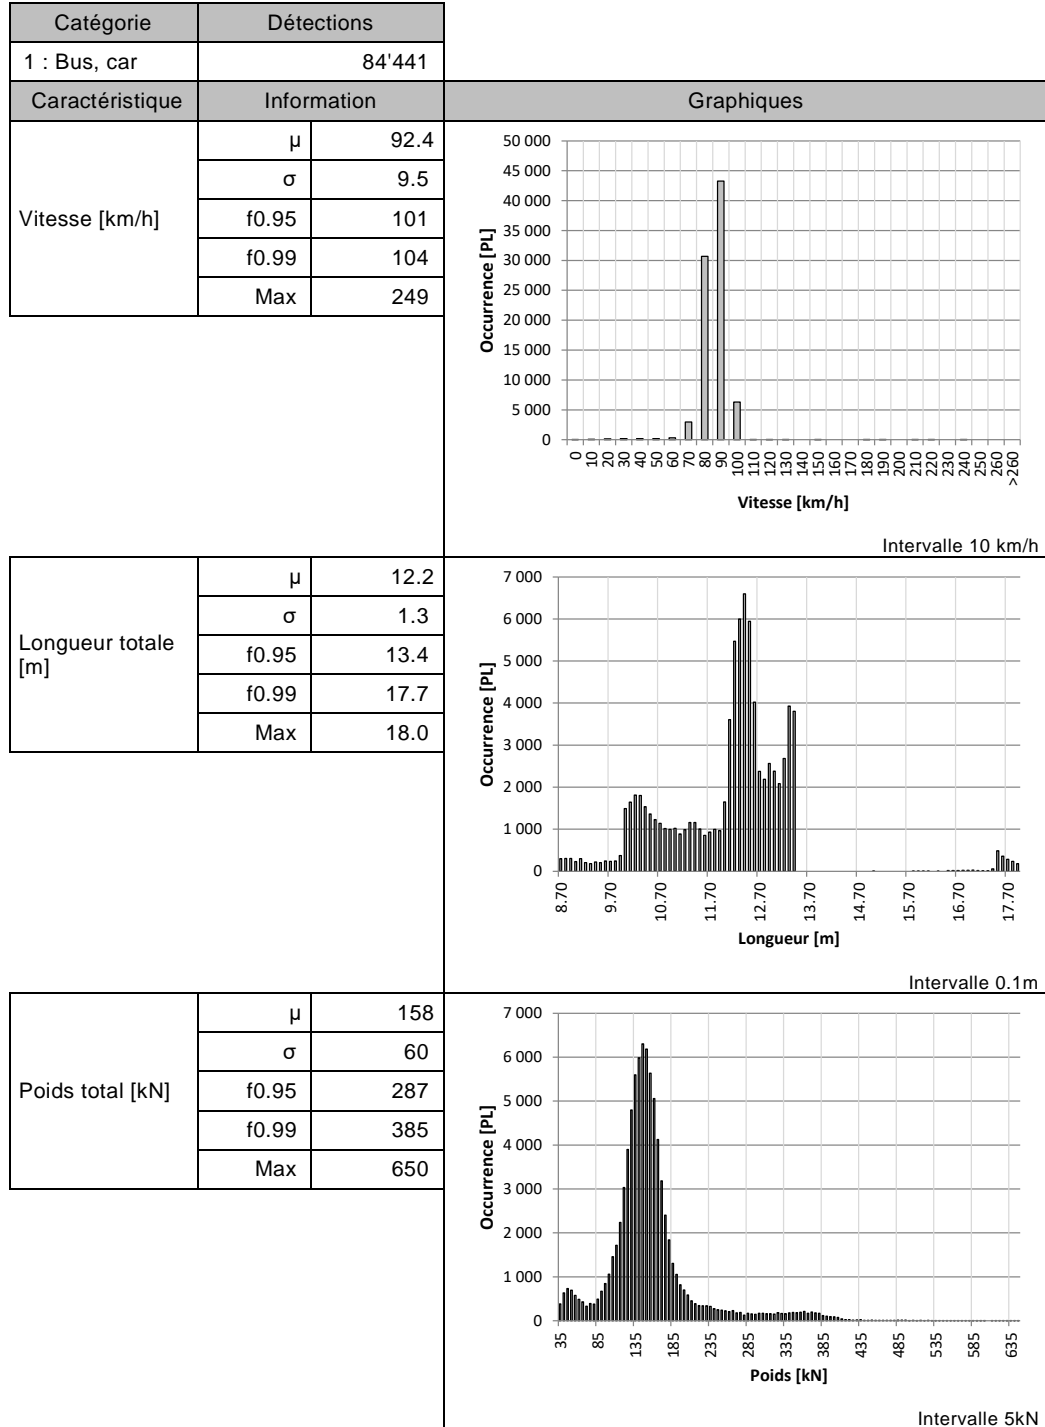 Catégorie Détections
1 : Bus, car 84'441
Caractéristique Information Graphiques
Vitesse [km/h]
µ 92.4
σ 9.5
f0.95 101
f0.99 104
Max 249
Occurrence [PL]
50 000
45 000
40 000
35 000
30 000
25 000
20 000
15 000
10 000
5 000
0
0 10 20 30 40 50 60 70 80 90 100 110 120 130 140 150 160 170 180 190 200 210 220 230 240 250 260 >260
Vitesse [km/h]
Intervalle 10 km/h
Longueur totale
[m]
µ 12.2
σ 1.3
f0.95 13.4
f0.99 17.7
Max 18.0
Occurrence [PL]
7 000
6 000
5 000
4 000
3 000
2 000
1 000
0
8.70 9.70 10.70 11.70 12.70 13.70 14.70 15.70 16.70 17.70
Longueur [m]
Intervalle 0.1m
Poids total [kN]
µ 158
σ 60
f0.95 287
f0.99 385
Max 650
Occurrence [PL]
7 000
6 000
5 000
4 000
3 000
2 000
1 000
0
35 85 135 185 235 285 335 385 435 485 535 585 635
Poids [kN]
Intervalle 5kN